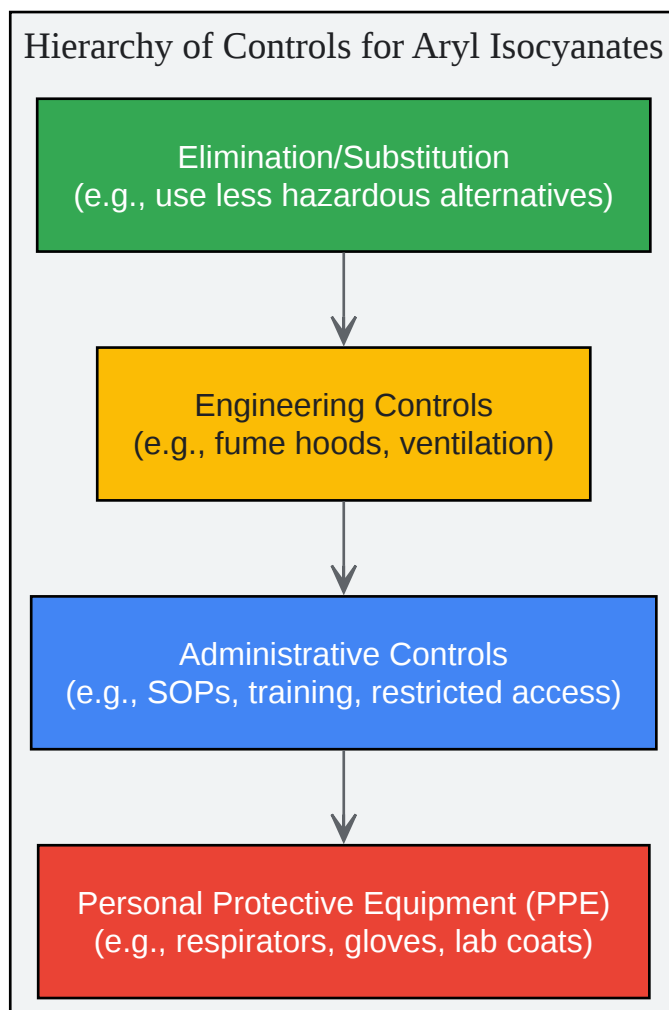 Hierarchy of Controls for Aryl Isocyanates
Elimination/Substitution
(e.g., use less hazardous alternatives)
Engineering Controls
(e.g., fume hoods, ventilation)
Administrative Controls
(e.g., SOPs, training, restricted access)
Personal Protective Equipment (PPE)
(e.g., respirators, gloves, lab coats)